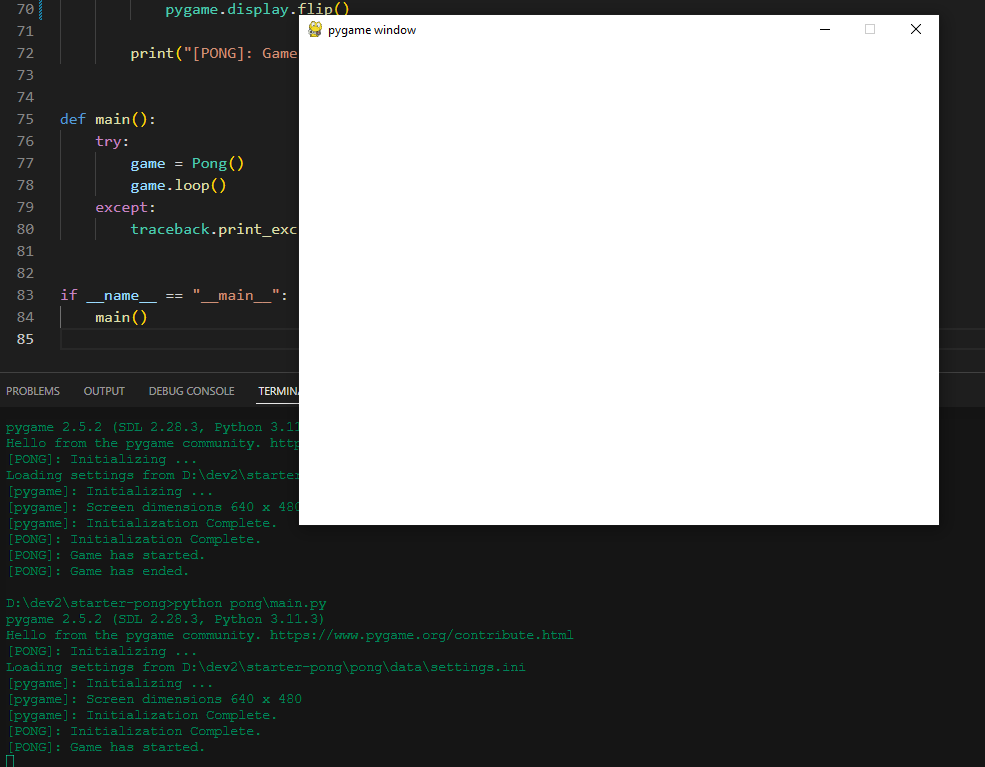 70 pygame.display.flip()
pygame window
71
72 print("[PONG]: Game
73
74
75 def main():
76 try:
77 game = Pong()
78 game.loop()
79 except:
80 traceback.print_exc
81
82
83 if __name__ == "__main__":
84 main()
85
PROBLEMS OUTPUT DEBUG CONSOLE TERMINA
pygame 2.5.2 (SDL 2.28.3, Python 3.11
Hello from the pygame community. http
[PONG]: Initializing ...
Loading settings from D:\dev2\starter
[pygame]: Initializing ...
[pygame]: Screen dimensions 640 x 480
[pygame]: Initialization Complete.
[PONG]: Initialization Complete.
[PONG]: Game has started.
[PONG]: Game has ended.
D:\dev2\starter-pong>python pong\main.py
pygame 2.5.2 (SDL 2.28.3, Python 3.11.3)
Hello from the pygame community. https://www.pygame.org/contribute.html
[PONG]: Initializing ...
Loading settings from D:\dev2\starter-pong\pong\data\settings.ini
[pygame]: Initializing ...
[pygame]: Screen dimensions 640 x 480
[pygame]: Initialization Complete.
[PONG]: Initialization Complete.
[PONG]: Game has started.